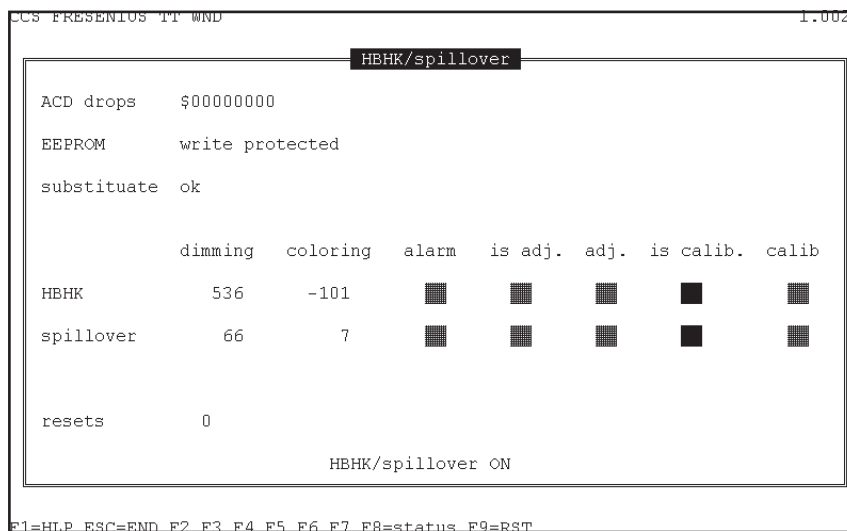 CCS FRESENIUS TT WND 1.002
HBHK/spillover
ACD drops $00000000
EEPROM write protected
substituate ok
dimming coloring alarm is adj. adj. is calib. calib
HBHK 536 -101
spillover 66 7
resets 0
HBHK/spillover ON
F1=HLP ESC=END F2 F3 F4 F5 F6 F7 F8=status F9=RST